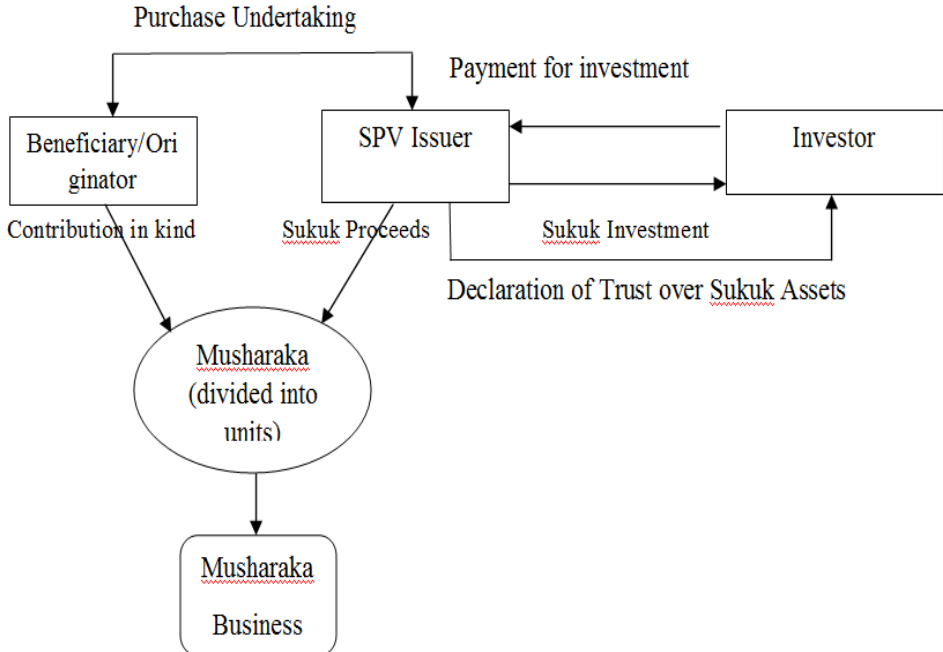 Purchase Undertaking
Payment for investment
Beneficiary/Ori
ginator
SPV Issuer
Investor
Contribution in kind
Sukuk Proceeds
Sukuk Investment
Declaration of Trust over Sukuk Assets
Musharaka
(divided into
units)
Musharaka
Business